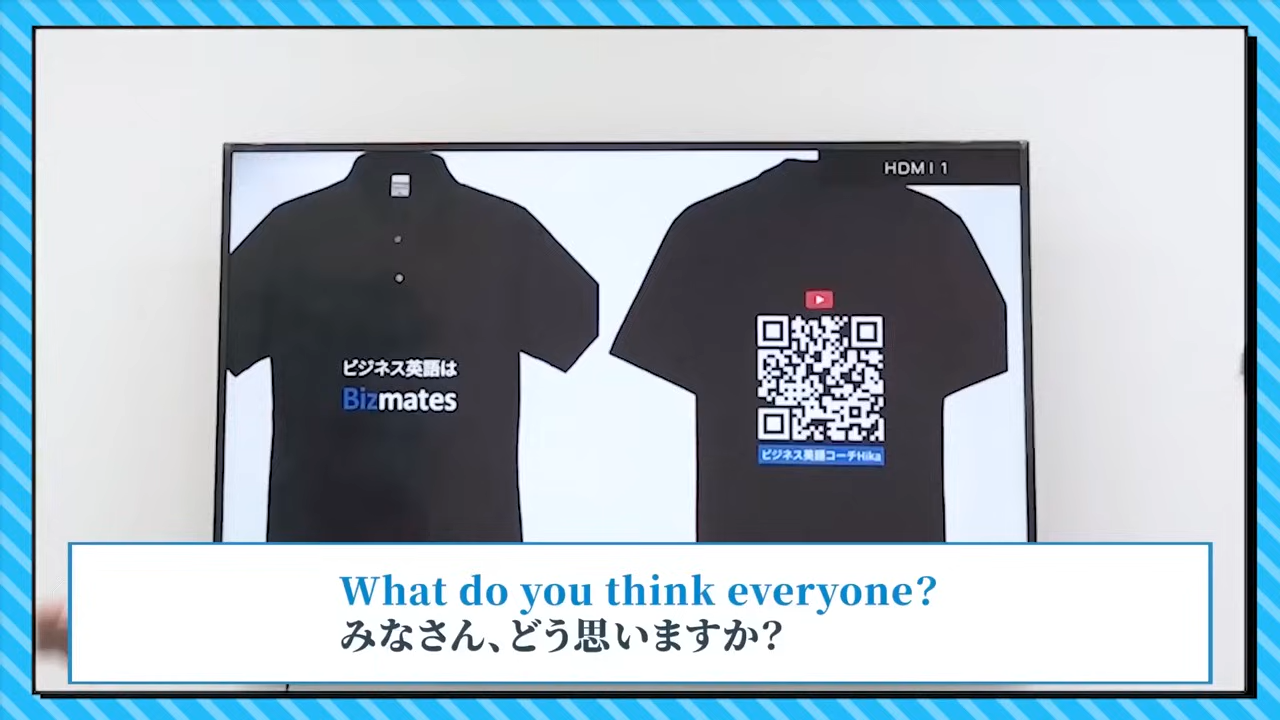 HDMI 1
ビジネス英語は
Bizmates
ビジネス英語コーチHika
What do you think everyone?
みなさん、どう思いますか?